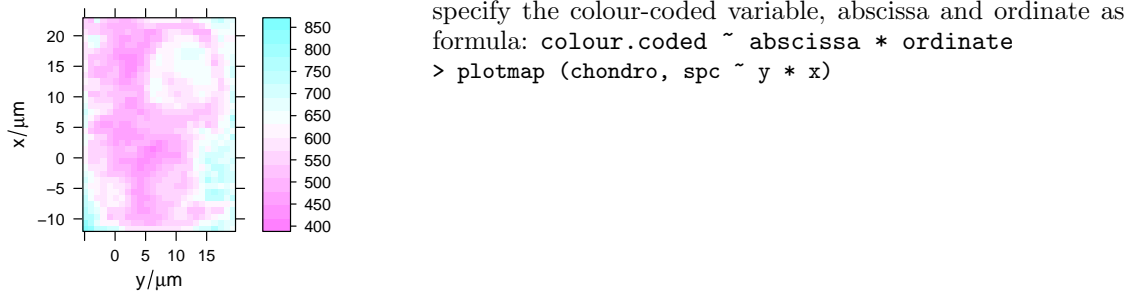 20
15
10
5
0
−5
−10
x/μm
0 5 10 15
y/μm
850
800
750
700
650
600
550
500
450
400
specify the colour-coded variable, abscissa and ordinate as
formula: colour.coded ~ abscissa * ordinate
> plotmap (chondro, spc ~ y * x)